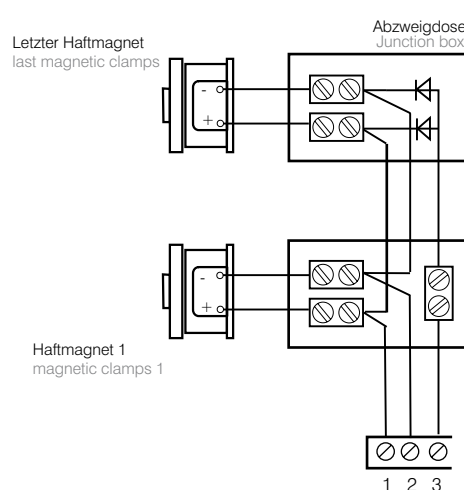 Abzweigdose
Junction box
Letzter Haftmagnet
last magnetic clamps
-
+
-
+
Haftmagnet 1
magnetic clamps 1
1 2 3